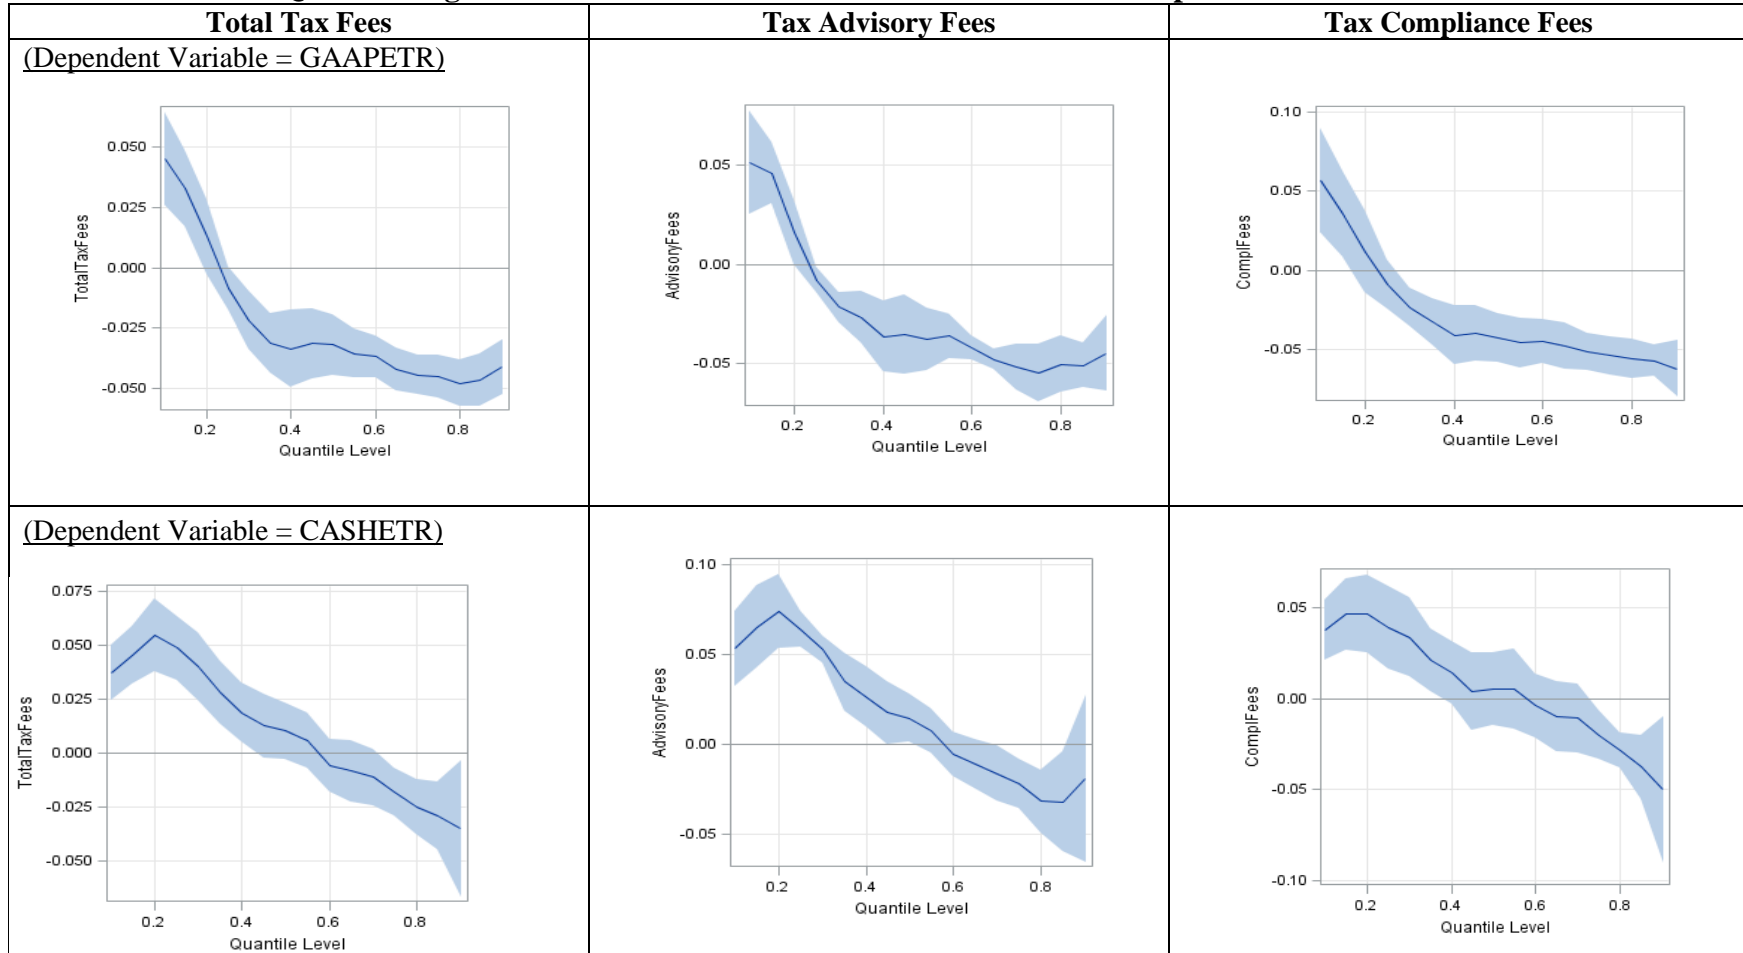 Total Tax Fees
Tax Advisory Fees
Tax Compliance Fees
(Dependent Variable = GAAPETR)
0.050
0.025
0.000
-0.025
-0.050
TotalTaxFees
0.2 0.4 0.6 0.8
Quantile Level
0.05
0.00
-0.05
AdvisoryFees
0.2 0.4 0.6 0.8
Quantile Level
0.10
0.05
0.00
-0.05
ComplFees
0.2 0.4 0.6 0.8
Quantile Level
(Dependent Variable = CASHETR)
0.075
0.050
0.025
0.000
-0.025
-0.050
TotalTaxFees
0.2 0.4 0.6 0.8
Quantile Level
0.10
0.05
0.00
-0.05
AdvisoryFees
0.2 0.4 0.6 0.8
Quantile Level
0.05
0.00
-0.05
-0.10
ComplFees
0.2 0.4 0.6 0.8
Quantile Level